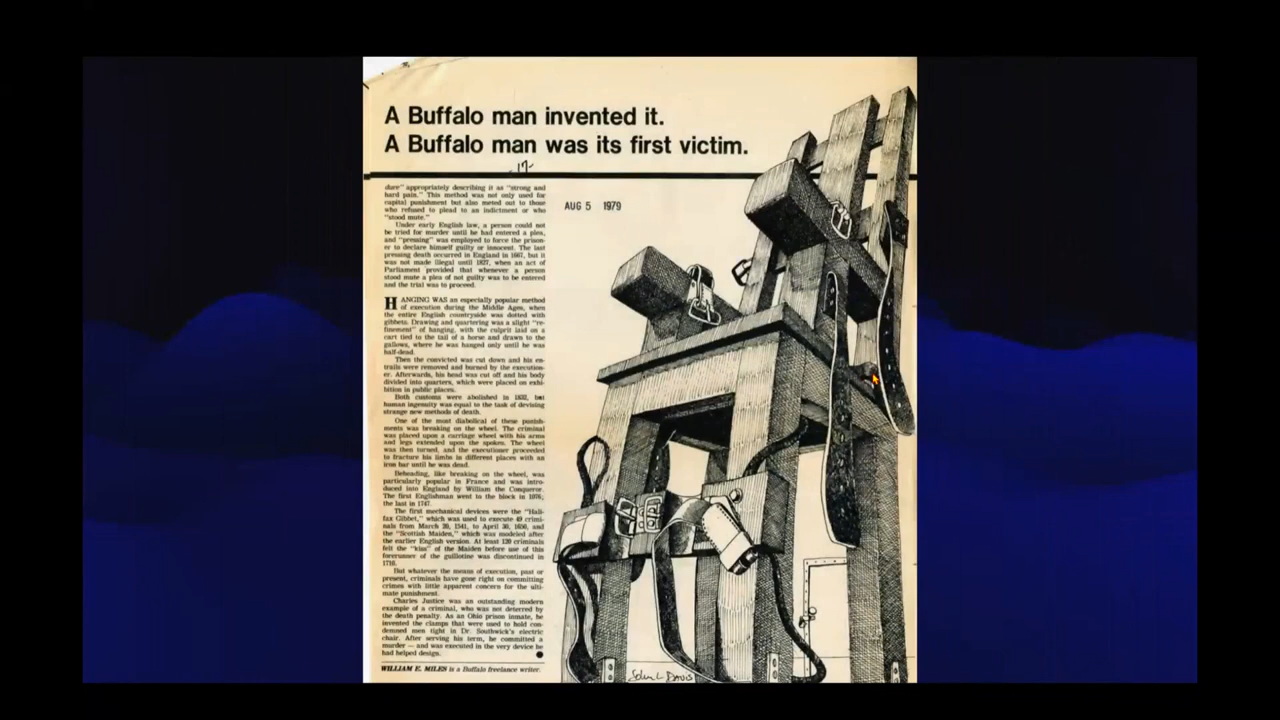 A Buffalo man invented it.
A Buffalo man was its first victim.
-17-
AUG 5 1979
dure" appropriately describing it as "strong and
hard pain." This method was not only used for
capital punishment but also meted out to those
who refused to plead to an indictment or who
"stood mute."
Under early English law, a person could not
be tried for murder until he had entered a plea,
and "pressing" was employed to force the prison-
er to declare himself guilty or innocent. The last
pressing death occurred in England in 1667, but it
was not made illegal until 1827, when an act of
Parliament provided that whenever a person
stood mute a plea of not guilty was to be entered
and the trial was to proceed.
HANGING WAS an especially popular method
of execution during the Middle Ages, when
the entire English countryside was dotted with
gibbets. Drawing and quartering was a slight "re-
finement" of hanging, with the culprit laid on a
cart tied to the tail of a horse and drawn to the
gallows, where he was hanged only until he was
half-dead.
Then the convicted was cut down and his en-
trails were removed and burned by the execution-
er. Afterwards, his head was cut off and his body
divided into quarters, which were placed on exhi-
bition in public places.
Both customs were abolished in 1832, but
human ingenuity was equal to the task of devising
strange new methods of death.
One of the most diabolical of these punish-
ments was breaking on the wheel. The criminal
was placed upon a carriage wheel with his arms
and legs extended upon the spokes. The wheel
was then turned, and the executioner proceeded
to fracture his limbs in different places with an
iron bar until he was dead.
Beheading, like breaking on the wheel, was
particularly popular in France and was intro-
duced into England by William the Conqueror.
The first Englishman went to the block in 1076;
the last in 1747.
The first mechanical devices were the "Hali-
fax Gibbet," which was used to execute 49 crimi-
nals from March 20, 1541, to April 30, 1650, and
the "Scottish Maiden," which was modeled after
the earlier English version. At least 120 criminals
felt the "kiss" of the Maiden before use of this
forerunner of the guillotine was discontinued in
1710.
But whatever the means of execution, past or
present, criminals have gone right on committing
crimes with little apparent concern for the ulti-
mate punishment.
Charles Justice was an outstanding modern
example of a criminal, who was not deterred by
the death penalty. As an Ohio prison inmate, he
invented the clamps that were used to hold con-
demned men tight in Dr. Southwick's electric
chair. After serving his term, he committed a
murder — and was executed in the very device he
had helped design.
WILLIAM E. MILES is a Buffalo freelance writer.
John L Davis